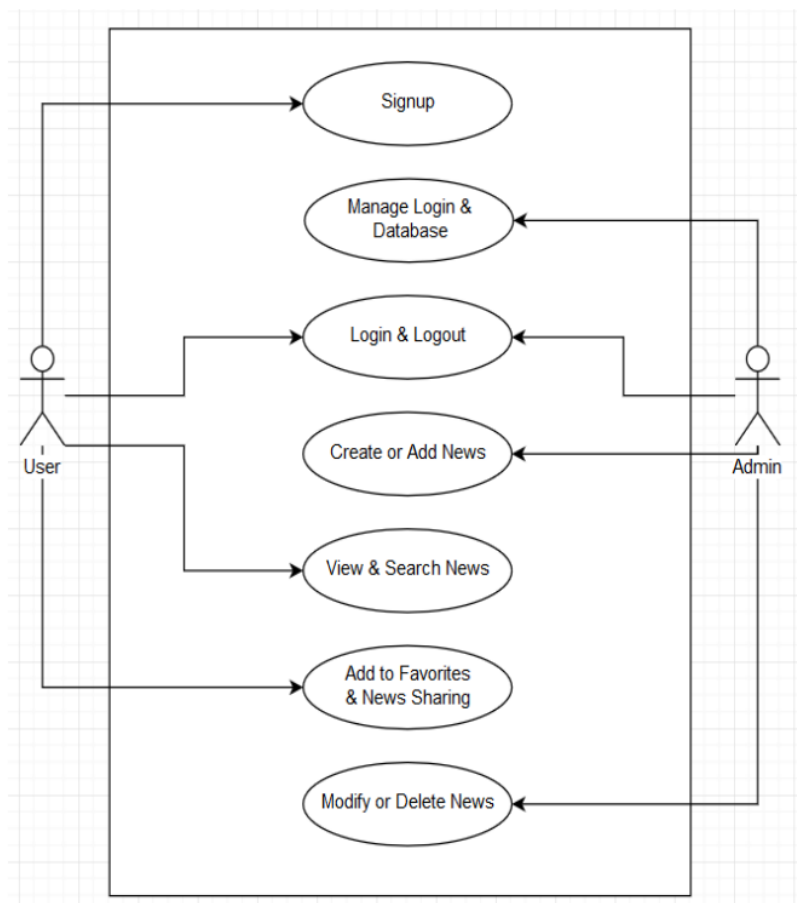 Signup
Manage Login &
Database
Login & Logout
Create or Add News
User
Admin
View & Search News
Add to Favorites
& News Sharing
Modify or Delete News